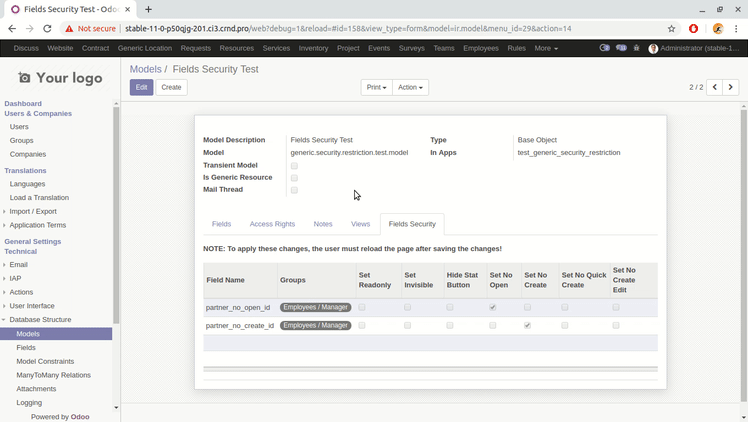 Fields Security Test - Odoo
Not secure
stable-11-0-p50qjg-201.ci3.crnd.pro/web?debug=1&reload=#id=158&view_type=form&model=ir.model&menu_id=29&action=14
Discuss Website Contract Generic Location Requests Resources Services Inventory Project Events Surveys Teams Employees Rules More Administrator (stable-1...
Your logo
Models / Fields Security Test
Edit Create Print Action 2 / 2
Dashboard
Users & Companies
Users
Groups
Companies
Translations
Languages
Load a Translation
Import / Export
Application Terms
General Settings
Technical
Email
IAP
Actions
User Interface
Database Structure
Models
Fields
Model Constraints
ManyToMany Relations
Attachments
Logging
Powered by Odoo
Model Description Fields Security Test Type Base Object
Model generic.security.restriction.test.model In Apps test_generic_security_restriction
Transient Model
Is Generic Resource
Mail Thread
Fields Access Rights Notes Views Fields Security
NOTE: To apply these changes, the user must reload the page after saving the changes!
Field Name Groups Set Readonly Set Invisible Hide Stat Button Set No Open Set No Create Set No Quick Create Set No Create Edit
partner_no_open_id Employees / Manager
partner_no_create_id Employees / Manager